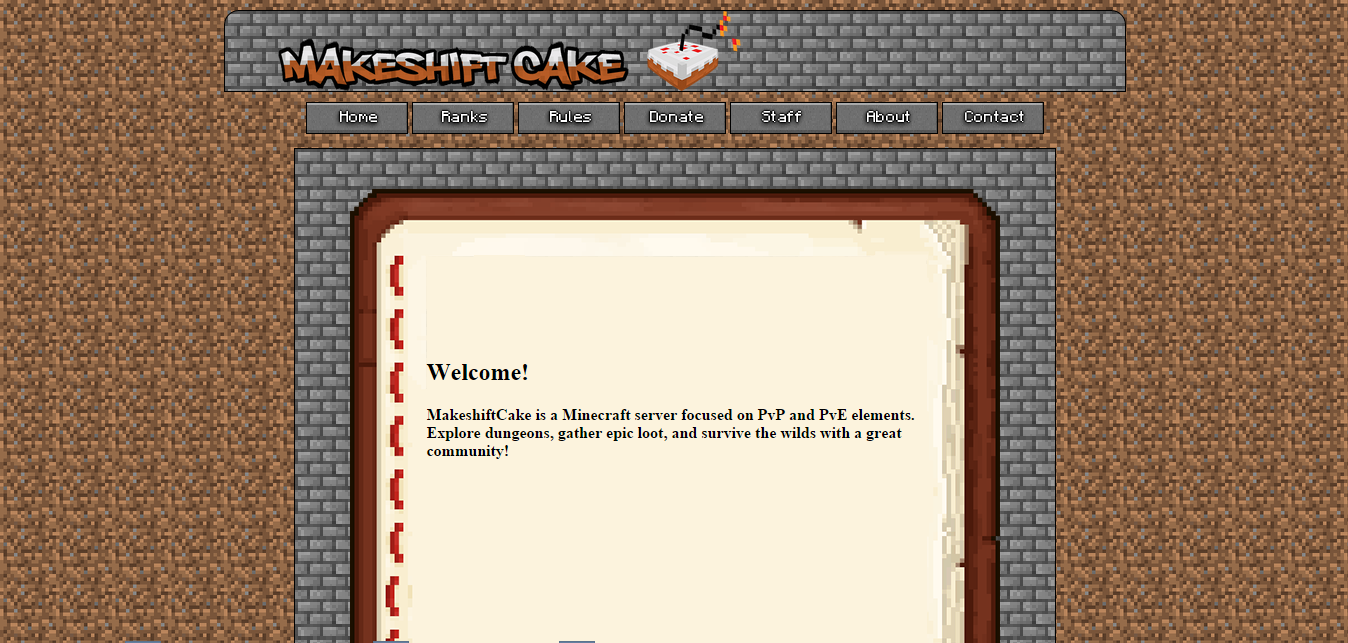 MAKESHIFT CAKE
Home Ranks Rules Donate Staff About Contact
Welcome!
MakeshiftCake is a Minecraft server focused on PvP and PvE elements.
Explore dungeons, gather epic loot, and survive the wilds with a great
community!